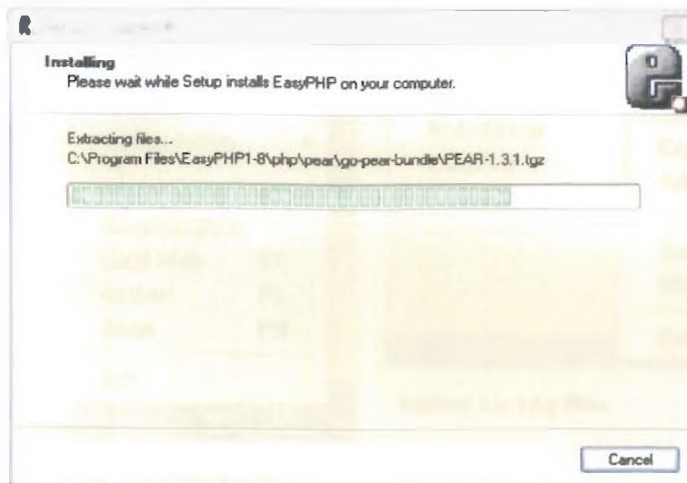 Installing
Please wait while Setup installs EasyPHP on your computer.
Extracting files...
C:\Program Files\EasyPHP1-8\php\pear\go-pear-bundle\PEAR-1.3.1.tgz
Cancel